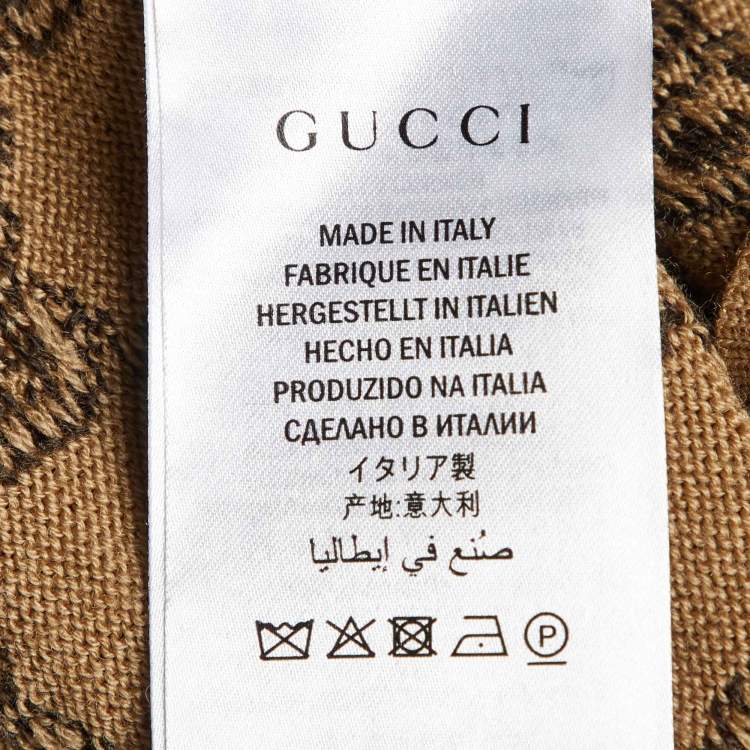 GUCCI
MADE IN ITALY
FABRIQUE EN ITALIE
HERGESTELLT IN ITALIEN
HECHO EN ITALIA
PRODUZIDO NA ITALIA
СДЕЛАНО В ИТАЛИИ
イタリア製
产地:意大利
صُنع في إيطاليا
P